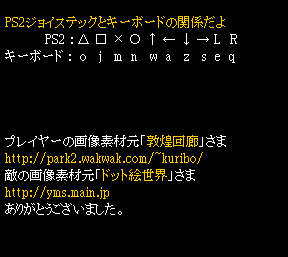 PS2ジョイステックとキーボードの関係だよ
PS2：△ □ × ○ ↑ ← ↓ → L R
キーボード：o j m n w a z s e q
プレイヤーの画像素材元「敦煌回廊」さま
http://park2.wakwak.com/~kuribo/
敵の画像素材元「ドット絵世界」さま
http://yms.main.jp
ありがとうございました。